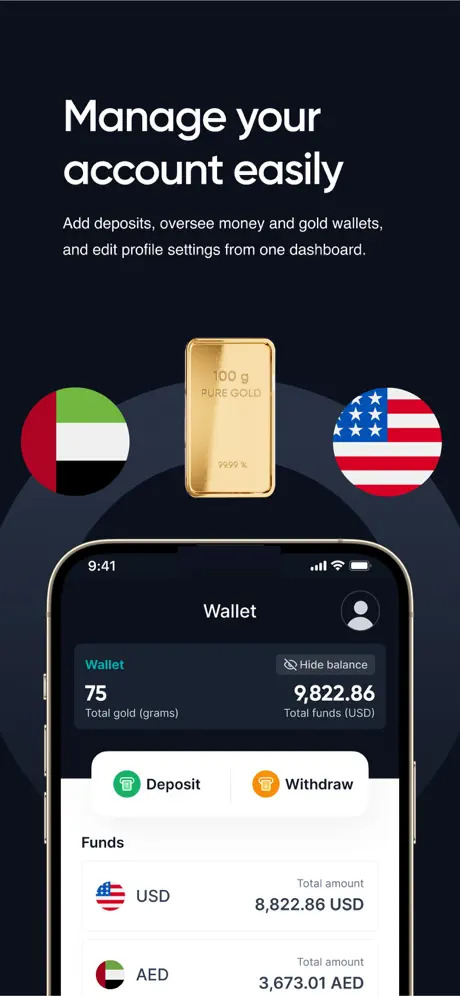 Manage your
account easily
Add deposits, oversee money and gold wallets,
and edit profile settings from one dashboard.
100 g
PURE GOLD
99.99 %
9:41
Wallet
Wallet
Hide balance
75
9,822.86
Total gold (grams)
Total funds (USD)
Deposit
Withdraw
Funds
USD
Total amount
8,822.86 USD
AED
Total amount
3,673.01 AED